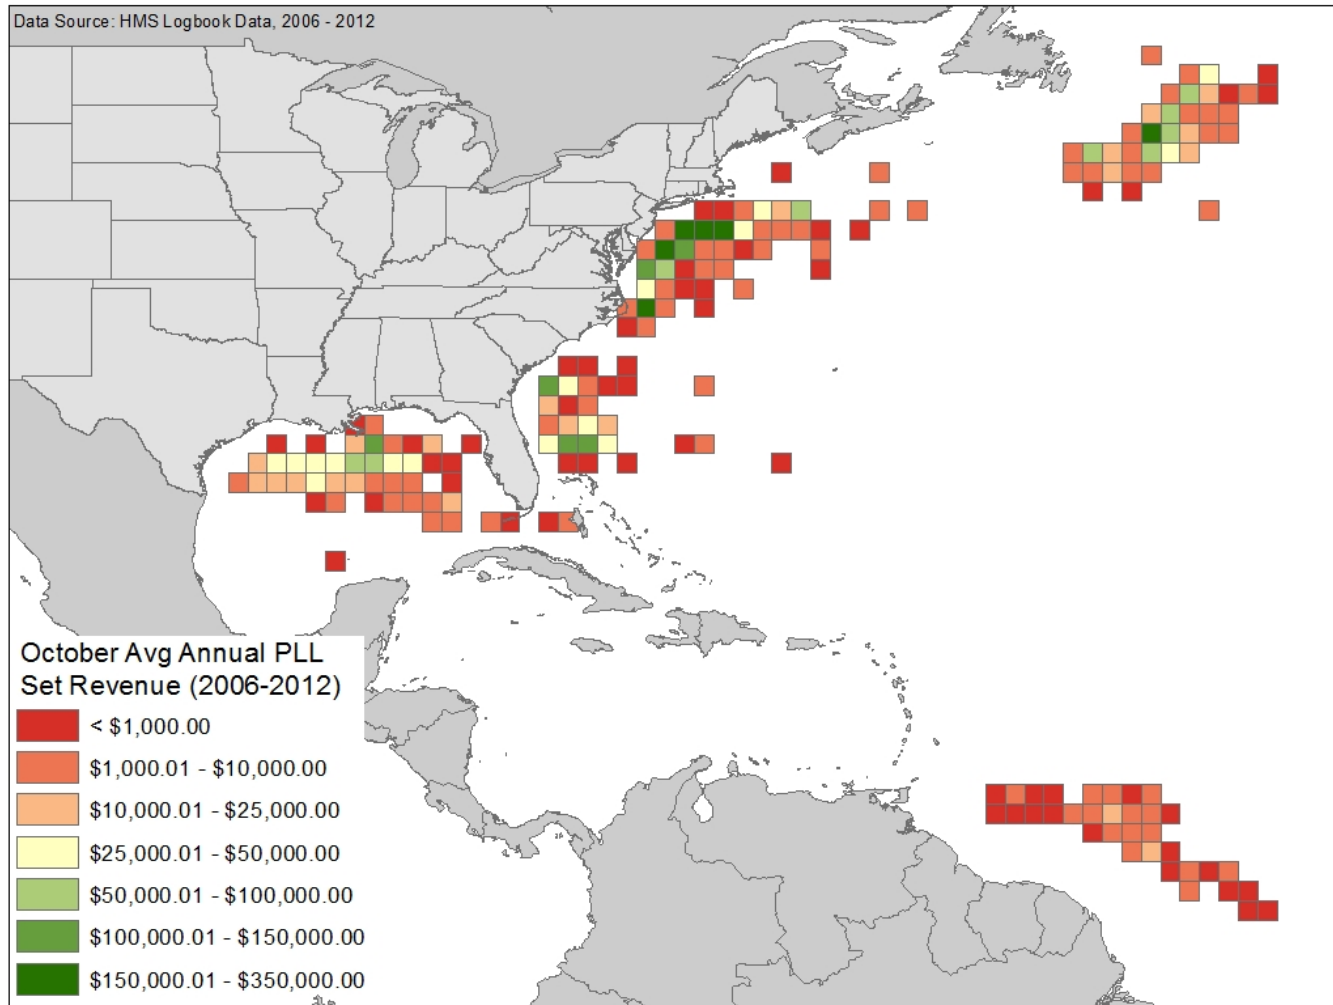 Data Source: HMS Logbook Data, 2006 - 2012
October Avg Annual PLL
Set Revenue (2006-2012)
< $1,000.00
$1,000.01 - $10,000.00
$10,000.01 - $25,000.00
$25,000.01 - $50,000.00
$50,000.01 - $100,000.00
$100,000.01 - $150,000.00
$150,000.01 - $350,000.00